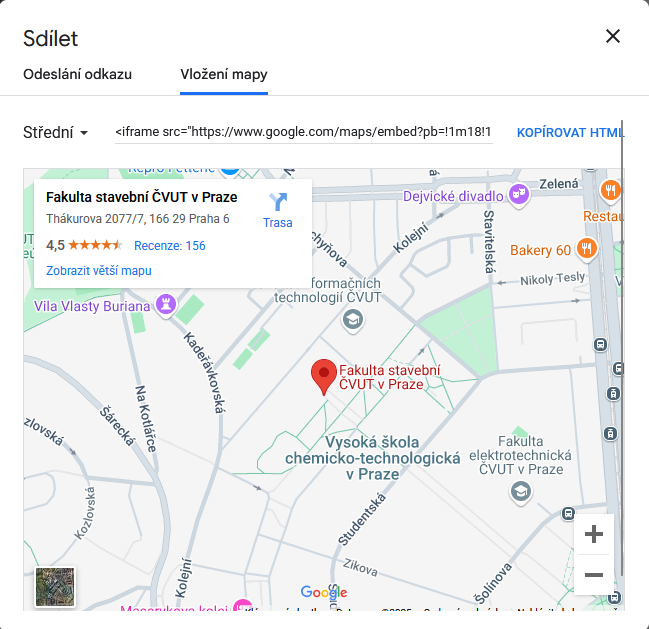 Sdílet
Odeslání odkazu
Vložení mapy
Střední
<iframe src="https://www.google.com/maps/embed?pb=!1m18!1
KOPÍROVAT HTML
Fakulta stavební ČVUT v Praze
Thákurova 2077/7, 166 29 Praha 6
4,5
Recenze: 156
Zobrazit větší mapu
Trasa
Dejvické divadlo
Zelená
Restau
Bakery 60
Stavitelská
Kolejní
chyňova
Nikoly Tesly
formačních
technologií ČVUT
Vila Vlasty Buriana
Kadeřávkovská
Fakulta stavební
ČVUT v Praze
Na Kotlářce
Šárecká
zlovská
Kozlovská
Vysoká škola
chemicko-technologická
v Praze
Fakulta
elektrotechnická
ČVUT v Praze
Studentská
Zikova
Kolejní
Šolínova
Google
Masarykova kolej